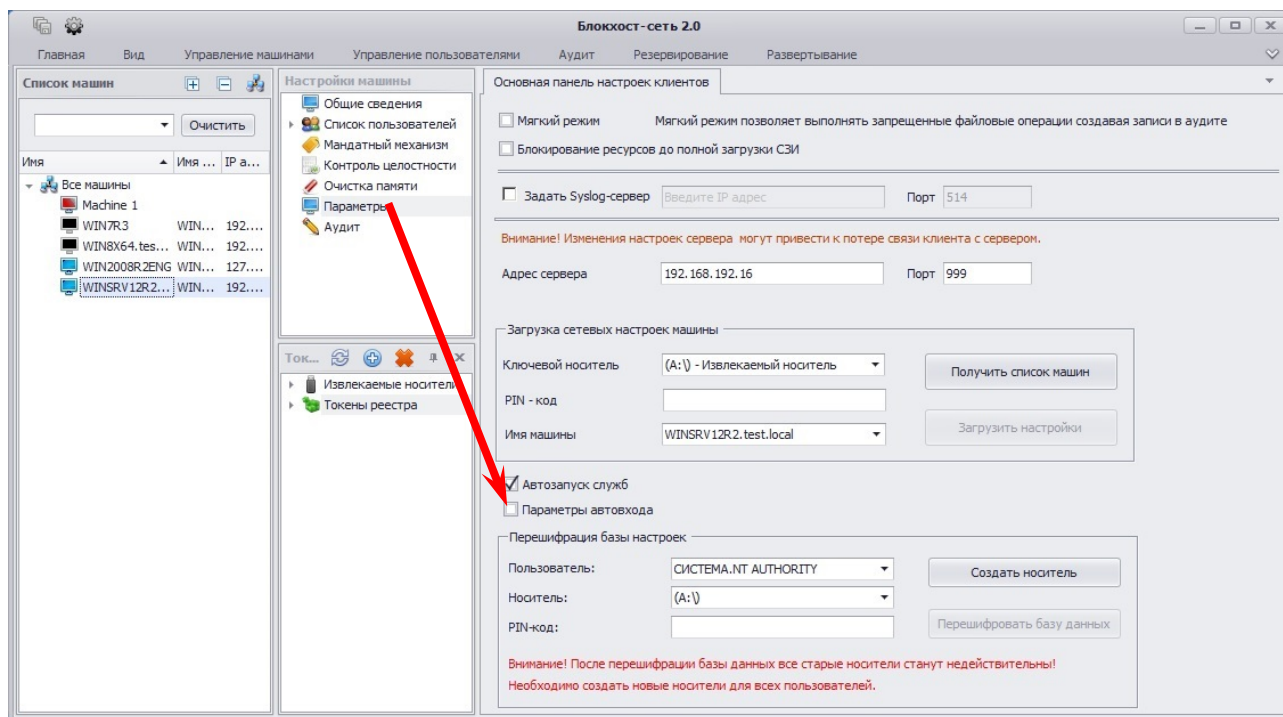 Блокхост-сеть 2.0
Главная Вид Управление машинами Управление пользователями Аудит Резервирование Развертывание
Список машин
Очистить
Имя Имя ... IP а...
Все машины
Machine 1
WIN7R3 WIN... 192....
WIN8X64.tes... WIN... 192....
WIN2008R2ENG WIN... 127....
WINSRV12R2... WIN... 192....
Настройки машины
Общие сведения
Список пользователей
Мандатный механизм
Контроль целостности
Очистка памяти
Параметры
Аудит
Ток...
Извлекаемые носители
Токены реестра
Основная панель настроек клиентов
Мягкий режим Мягкий режим позволяет выполнять запрещенные файловые операции создавая записи в аудите
Блокирование ресурсов до полной загрузки СЗИ
Задать Syslog-сервер Введите IP адрес Порт 514
Внимание! Изменения настроек сервера могут привести к потере связи клиента с сервером.
Адрес сервера 192.168.192.16 Порт 999
Загрузка сетевых настроек машины
Ключевой носитель (A:\) - Извлекаемый носитель Получить список машин
PIN - код
Имя машины WINSRV12R2.test.local Загрузить настройки
Автозапуск служб
Параметры автовхода
Перешифрация базы настроек
Пользователь: СИСТЕМА.NT AUTHORITY Создать носитель
Носитель: (A:\)
PIN-код: Перешифровать базу данных
Внимание! После перешифрации базы данных все старые носители станут недействительны!
Необходимо создать новые носители для всех пользователей.